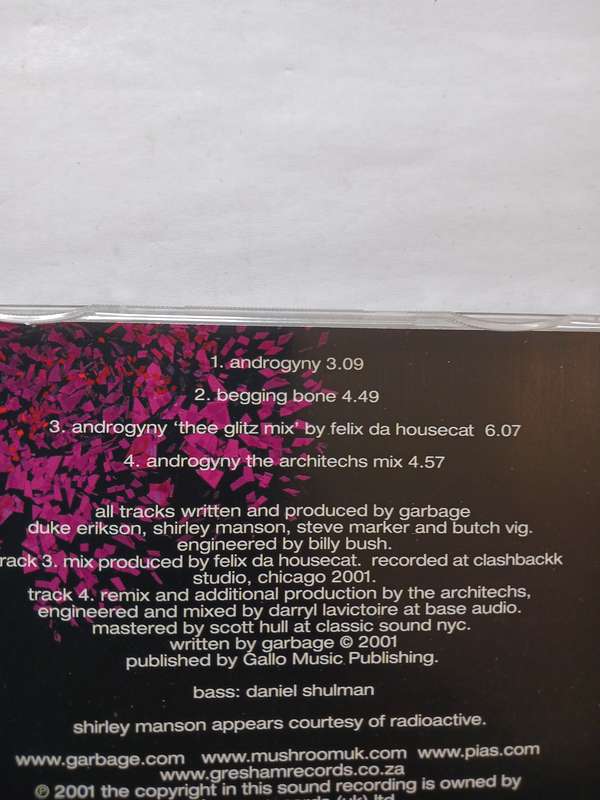 1. androgyny 3.09
2. begging bone 4.49
3. androgyny 'thee glitz mix' by felix da housecat 6.07
4. androgyny the architechs mix 4.57
all tracks written and produced by garbage
duke erikson, shirley manson, steve marker and butch vig.
engineered by billy bush.
rack 3. mix produced by felix da housecat. recorded at clashbackk
studio, chicago 2001.
track 4. remix and additional production by the architechs,
engineered and mixed by darryl lavictoire at base audio.
mastered by scott hull at classic sound nyc.
written by garbage © 2001
published by Gallo Music Publishing.
bass: daniel shulman
shirley manson appears courtesy of radioactive.
www.garbage.com www.mushroomuk.com www.pias.com
www.greshamrecords.co.za
℗ 2001 the copyright in this sound recording is owned by
(uk) ltd